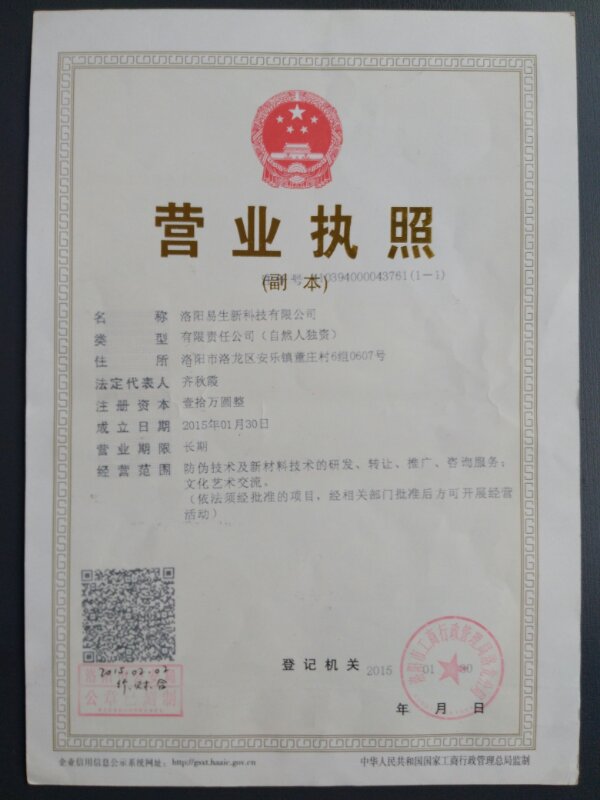 营业执照
(副 本)
号 410394000043761(1-1)
名称 洛阳易生新科技有限公司
类型 有限责任公司（自然人独资）
住所 洛阳市洛龙区安乐镇董庄村6组0607号
法定代表人 齐秋霞
注册资本 壹拾万圆整
成立日期 2015年01月30日
营业期限 长期
经营范围 防伪技术及新材料技术的研发、转让、推广、咨询服务；
文化艺术交流。
（依法须经批准的项目，经相关部门批准后方可开展经营
活动）
登记机关 2015 01 30
年 月 日
2015.02.02
企业信用信息公示系统网址：http://gsxt.haaic.gov.cn
中华人民共和国国家工商行政管理总局监制